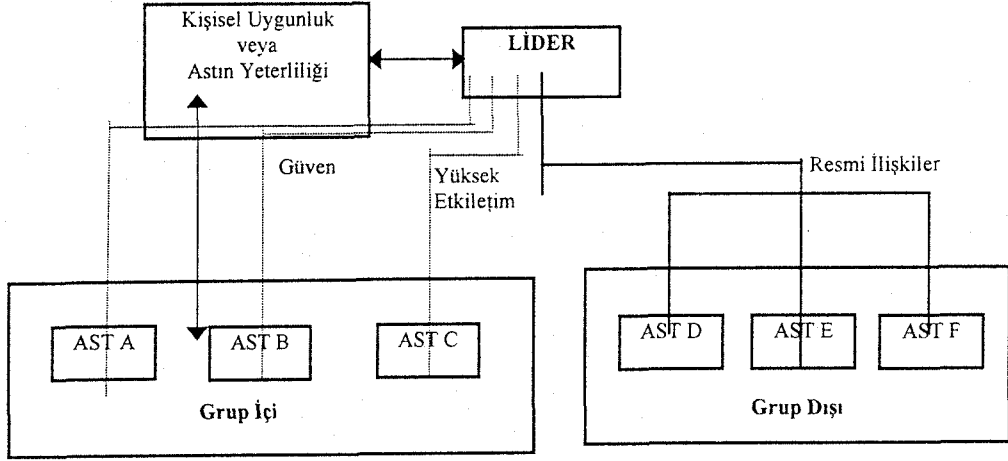 Kişisel Uygunluk
veya
Astın Yeterliliği
LİDER
Güven
Yüksek
Etkiletim
Resmi İlişkiler
AST A
AST B
AST C
AST D
AST E
AST F
Grup İçi
Grup Dışı